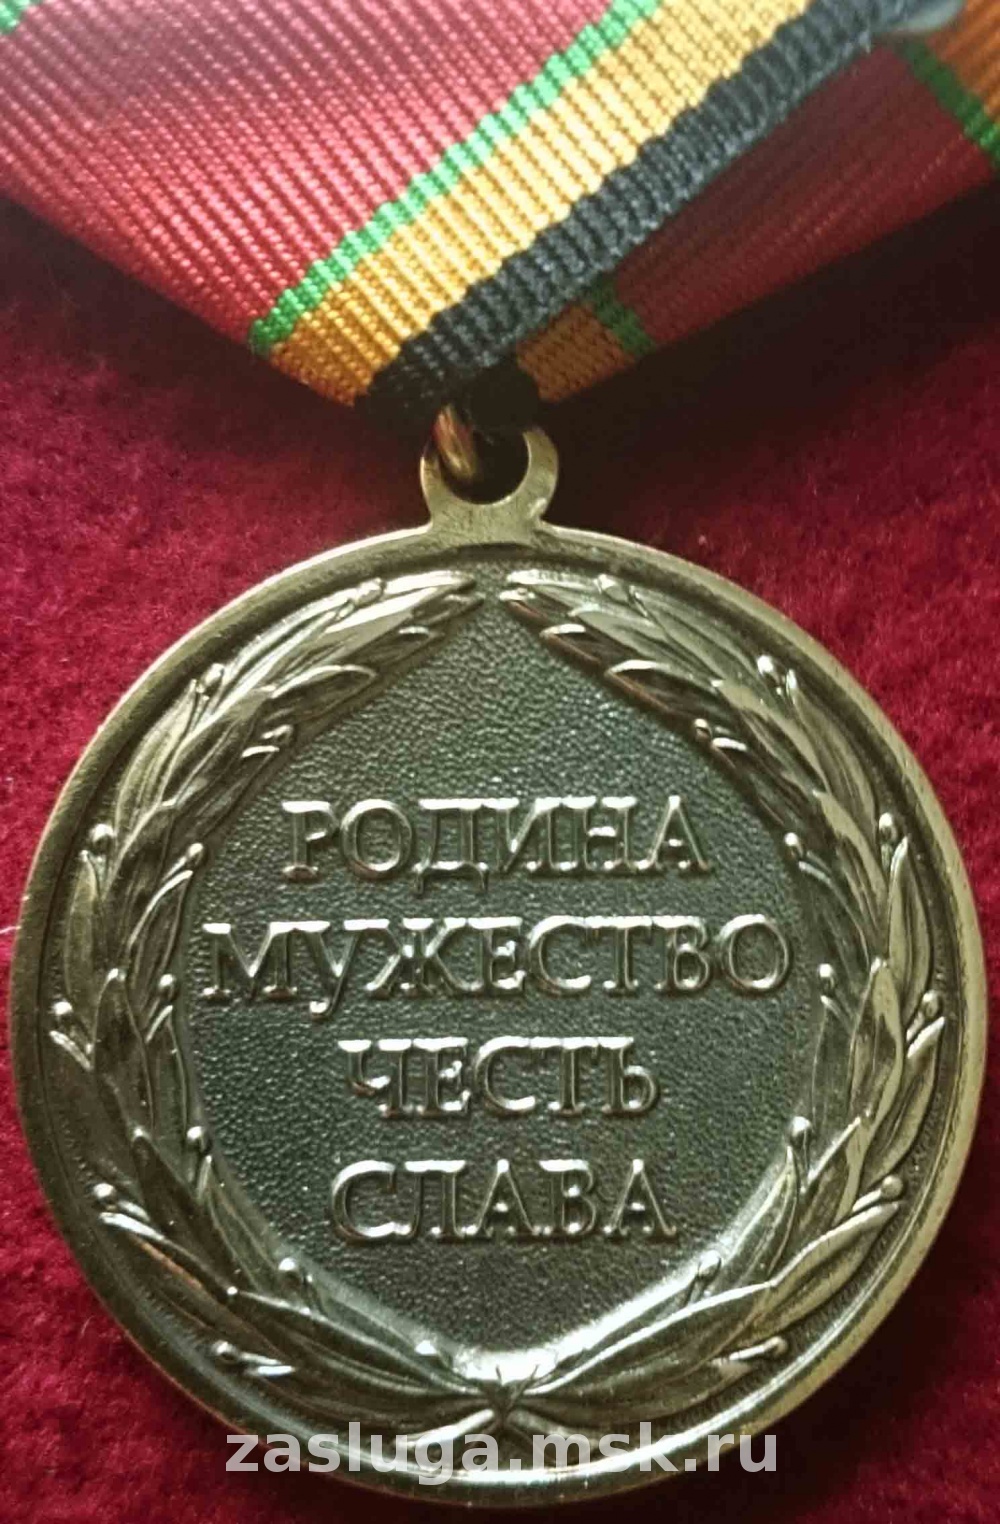 РОДИНА
МУЖЕСТВО
ЧЕСТЬ
СЛАВА
zasluga.msk.ru